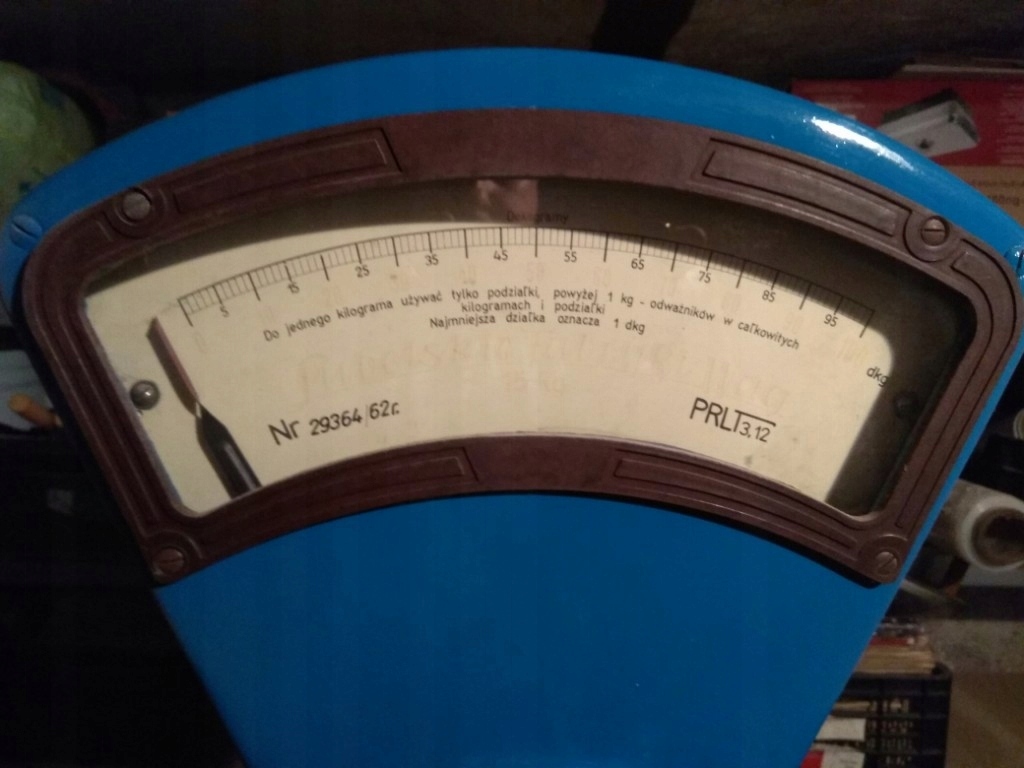 Dekagramy
5 15 25 35 45 55 65 75 85 95
dkg
Do jednego kilograma używać tylko podziałki, powyżej 1 kg - odważników w całkowitych
kilogramach i podziałki
Najmniejsza działka oznacza 1 dkg
Nr 29364/62r.
PRLT3.12